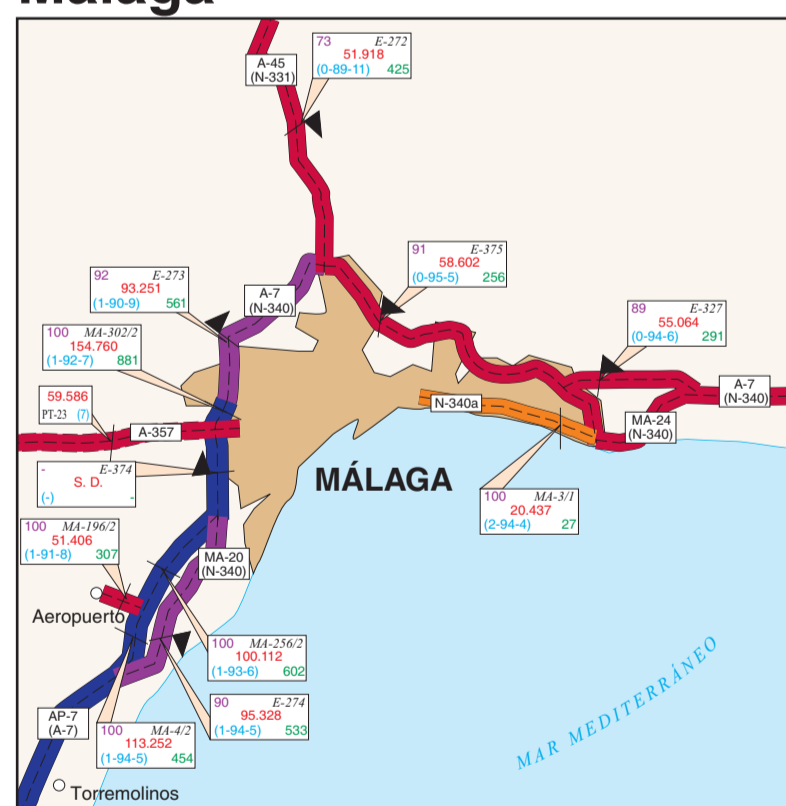 Málaga
73 E-272
51.918
(0-89-11) 425
A-45
(N-331)
91 E-375
58.602
(0-95-5) 256
92 E-273
93.251
(1-90-9) 561
A-7
(N-340)
89 E-327
55.064
(0-94-6) 291
100 MA-302/2
154.760
(1-92-7) 881
A-7
(N-340)
59.586
PT-23 (7)
N-340a
A-357
MA-24
(N-340)
- E-374
S. D.
(-) -
MÁLAGA
100 MA-3/1
20.437
(2-94-4) 27
100 MA-196/2
51.406
(1-91-8) 307
MA-20
(N-340)
Aeropuerto
100 MA-256/2
100.112
(1-93-6) 602
MAR MEDITERRÁNEO
90 E-274
95.328
(1-94-5) 533
AP-7
(A-7)
100 MA-4/2
113.252
(1-94-5) 454
Torremolinos